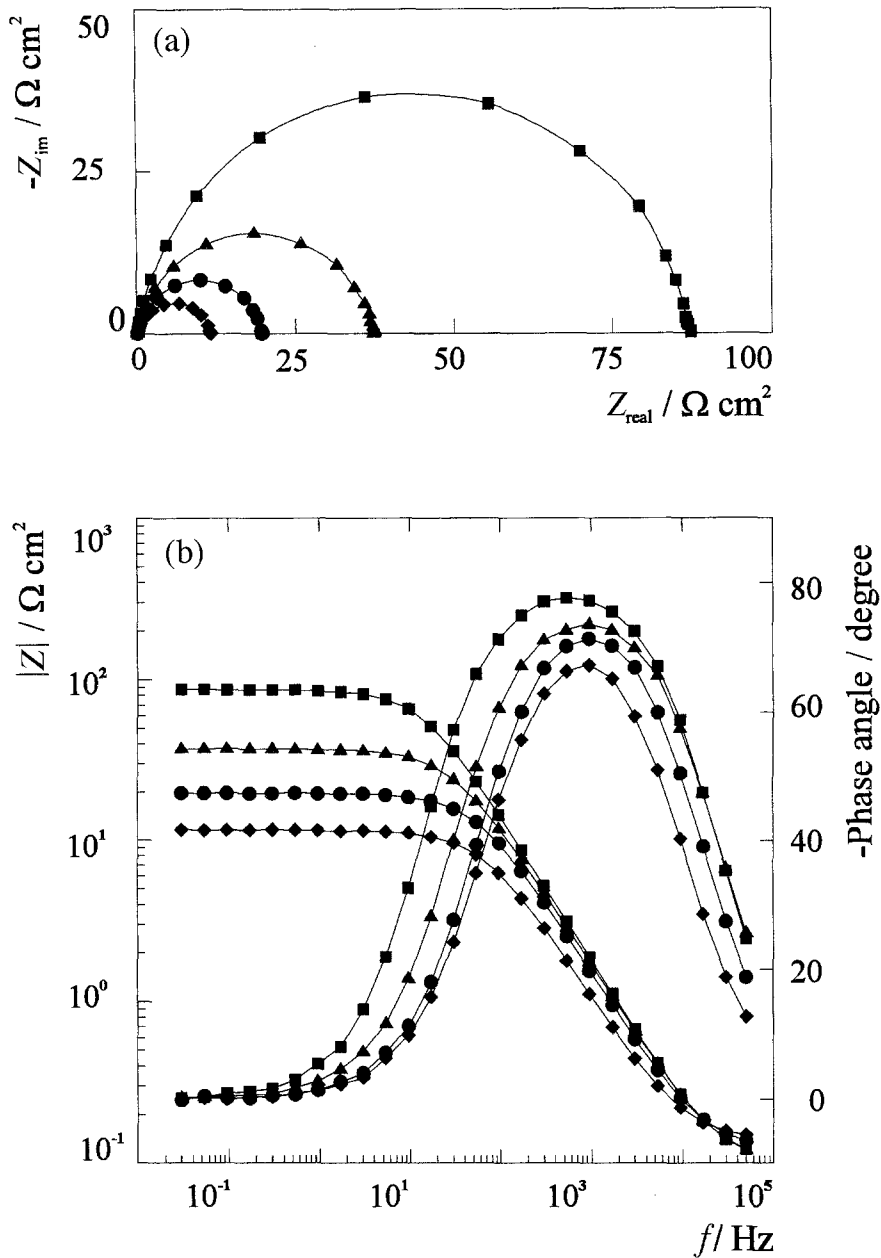 (a)
-Z_im / Ω cm²
50
25
0
0 25 50 75 100
Z_real / Ω cm²
(b)
|Z| / Ω cm²
10³
10²
10¹
10⁰
10⁻¹
10⁻¹ 10¹ 10³ 10⁵
f / Hz
80
60
40
20
0
-Phase angle / degree